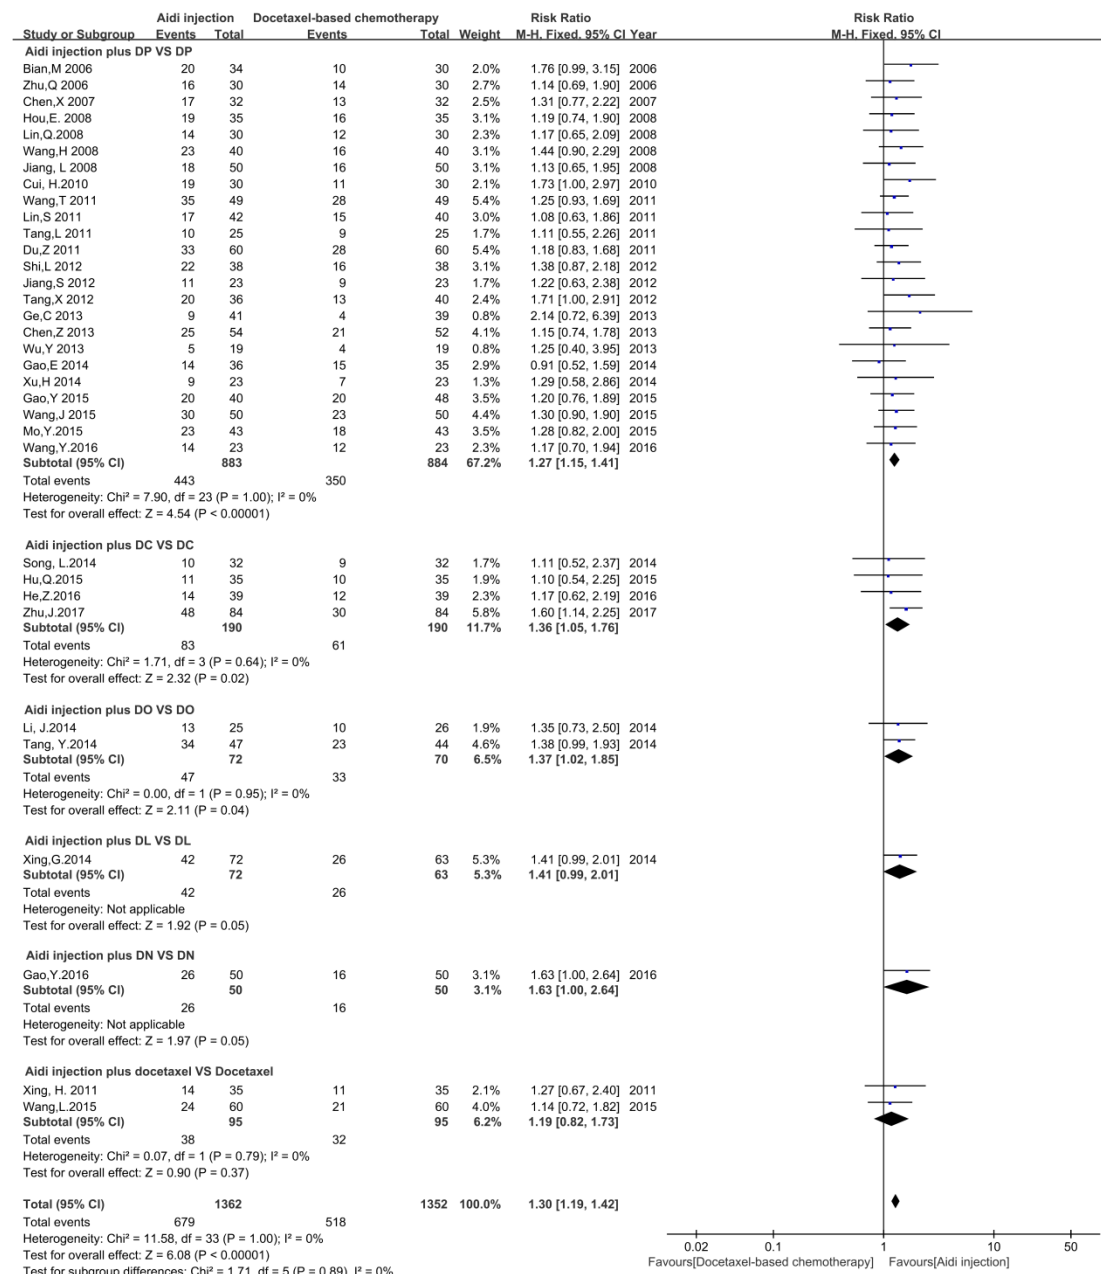 Aidi injection Docetaxel-based chemotherapy Risk Ratio Risk Ratio
Study or Subgroup Events Total Events Total Weight M-H. Fixed. 95% CI Year M-H. Fixed. 95% CI
Aidi injection plus DP VS DP
Bian,M 2006 20 34 10 30 2.0% 1.76 [0.99, 3.15] 2006
Zhu,Q 2006 16 30 14 30 2.7% 1.14 [0.69, 1.90] 2006
Chen,X 2007 17 32 13 32 2.5% 1.31 [0.77, 2.22] 2007
Hou,E. 2008 19 35 16 35 3.1% 1.19 [0.74, 1.90] 2008
Lin,Q.2008 14 30 12 30 2.3% 1.17 [0.65, 2.09] 2008
Wang,H 2008 23 40 16 40 3.1% 1.44 [0.90, 2.29] 2008
Jiang, L 2008 18 50 16 50 3.1% 1.13 [0.65, 1.95] 2008
Cui, H.2010 19 30 11 30 2.1% 1.73 [1.00, 2.97] 2010
Wang,T 2011 35 49 28 49 5.4% 1.25 [0.93, 1.69] 2011
Lin,S 2011 17 42 15 40 3.0% 1.08 [0.63, 1.86] 2011
Tang,L 2011 10 25 9 25 1.7% 1.11 [0.55, 2.26] 2011
Du,Z 2011 33 60 28 60 5.4% 1.18 [0.83, 1.68] 2011
Shi,L 2012 22 38 16 38 3.1% 1.38 [0.87, 2.18] 2012
Jiang,S 2012 11 23 9 23 1.7% 1.22 [0.63, 2.38] 2012
Tang,X 2012 20 36 13 40 2.4% 1.71 [1.00, 2.91] 2012
Ge,C 2013 9 41 4 39 0.8% 2.14 [0.72, 6.39] 2013
Chen,Z 2013 25 54 21 52 4.1% 1.15 [0.74, 1.78] 2013
Wu,Y 2013 5 19 4 19 0.8% 1.25 [0.40, 3.95] 2013
Gao,E 2014 14 36 15 35 2.9% 0.91 [0.52, 1.59] 2014
Xu,H 2014 9 23 7 23 1.3% 1.29 [0.58, 2.86] 2014
Gao,Y 2015 20 40 20 48 3.5% 1.20 [0.76, 1.89] 2015
Wang,J 2015 30 50 23 50 4.4% 1.30 [0.90, 1.90] 2015
Mo,Y.2015 23 43 18 43 3.5% 1.28 [0.82, 2.00] 2015
Wang,Y.2016 14 23 12 23 2.3% 1.17 [0.70, 1.94] 2016
Subtotal (95% CI) 883 884 67.2% 1.27 [1.15, 1.41]
Total events 443 350
Heterogeneity: Chi² = 7.90, df = 23 (P = 1.00); I² = 0%
Test for overall effect: Z = 4.54 (P < 0.00001)
Aidi injection plus DC VS DC
Song, L.2014 10 32 9 32 1.7% 1.11 [0.52, 2.37] 2014
Hu,Q.2015 11 35 10 35 1.9% 1.10 [0.54, 2.25] 2015
He,Z.2016 14 39 12 39 2.3% 1.17 [0.62, 2.19] 2016
Zhu,J.2017 48 84 30 84 5.8% 1.60 [1.14, 2.25] 2017
Subtotal (95% CI) 190 190 11.7% 1.36 [1.05, 1.76]
Total events 83 61
Heterogeneity: Chi² = 1.71, df = 3 (P = 0.64); I² = 0%
Test for overall effect: Z = 2.32 (P = 0.02)
Aidi injection plus DO VS DO
Li, J.2014 13 25 10 26 1.9% 1.35 [0.73, 2.50] 2014
Tang, Y.2014 34 47 23 44 4.6% 1.38 [0.99, 1.93] 2014
Subtotal (95% CI) 72 70 6.5% 1.37 [1.02, 1.85]
Total events 47 33
Heterogeneity: Chi² = 0.00, df = 1 (P = 0.95); I² = 0%
Test for overall effect: Z = 2.11 (P = 0.04)
Aidi injection plus DL VS DL
Xing,G.2014 42 72 26 63 5.3% 1.41 [0.99, 2.01] 2014
Subtotal (95% CI) 72 63 5.3% 1.41 [0.99, 2.01]
Total events 42 26
Heterogeneity: Not applicable
Test for overall effect: Z = 1.92 (P = 0.05)
Aidi injection plus DN VS DN
Gao,Y.2016 26 50 16 50 3.1% 1.63 [1.00, 2.64] 2016
Subtotal (95% CI) 50 50 3.1% 1.63 [1.00, 2.64]
Total events 26 16
Heterogeneity: Not applicable
Test for overall effect: Z = 1.97 (P = 0.05)
Aidi injection plus docetaxel VS Docetaxel
Xing, H. 2011 14 35 11 35 2.1% 1.27 [0.67, 2.40] 2011
Wang,L.2015 24 60 21 60 4.0% 1.14 [0.72, 1.82] 2015
Subtotal (95% CI) 95 95 6.2% 1.19 [0.82, 1.73]
Total events 38 32
Heterogeneity: Chi² = 0.07, df = 1 (P = 0.79); I² = 0%
Test for overall effect: Z = 0.90 (P = 0.37)
Total (95% CI) 1362 1352 100.0% 1.30 [1.19, 1.42]
Total events 679 518
Heterogeneity: Chi² = 11.58, df = 33 (P = 1.00); I² = 0%
Test for overall effect: Z = 6.08 (P < 0.00001)
Test for subgroup differences: Chi² = 1.71, df = 5 (P = 0.89), I² = 0%
0.02 0.1 1 10 50
Favours[Docetaxel-based chemotherapy] Favours[Aidi injection]